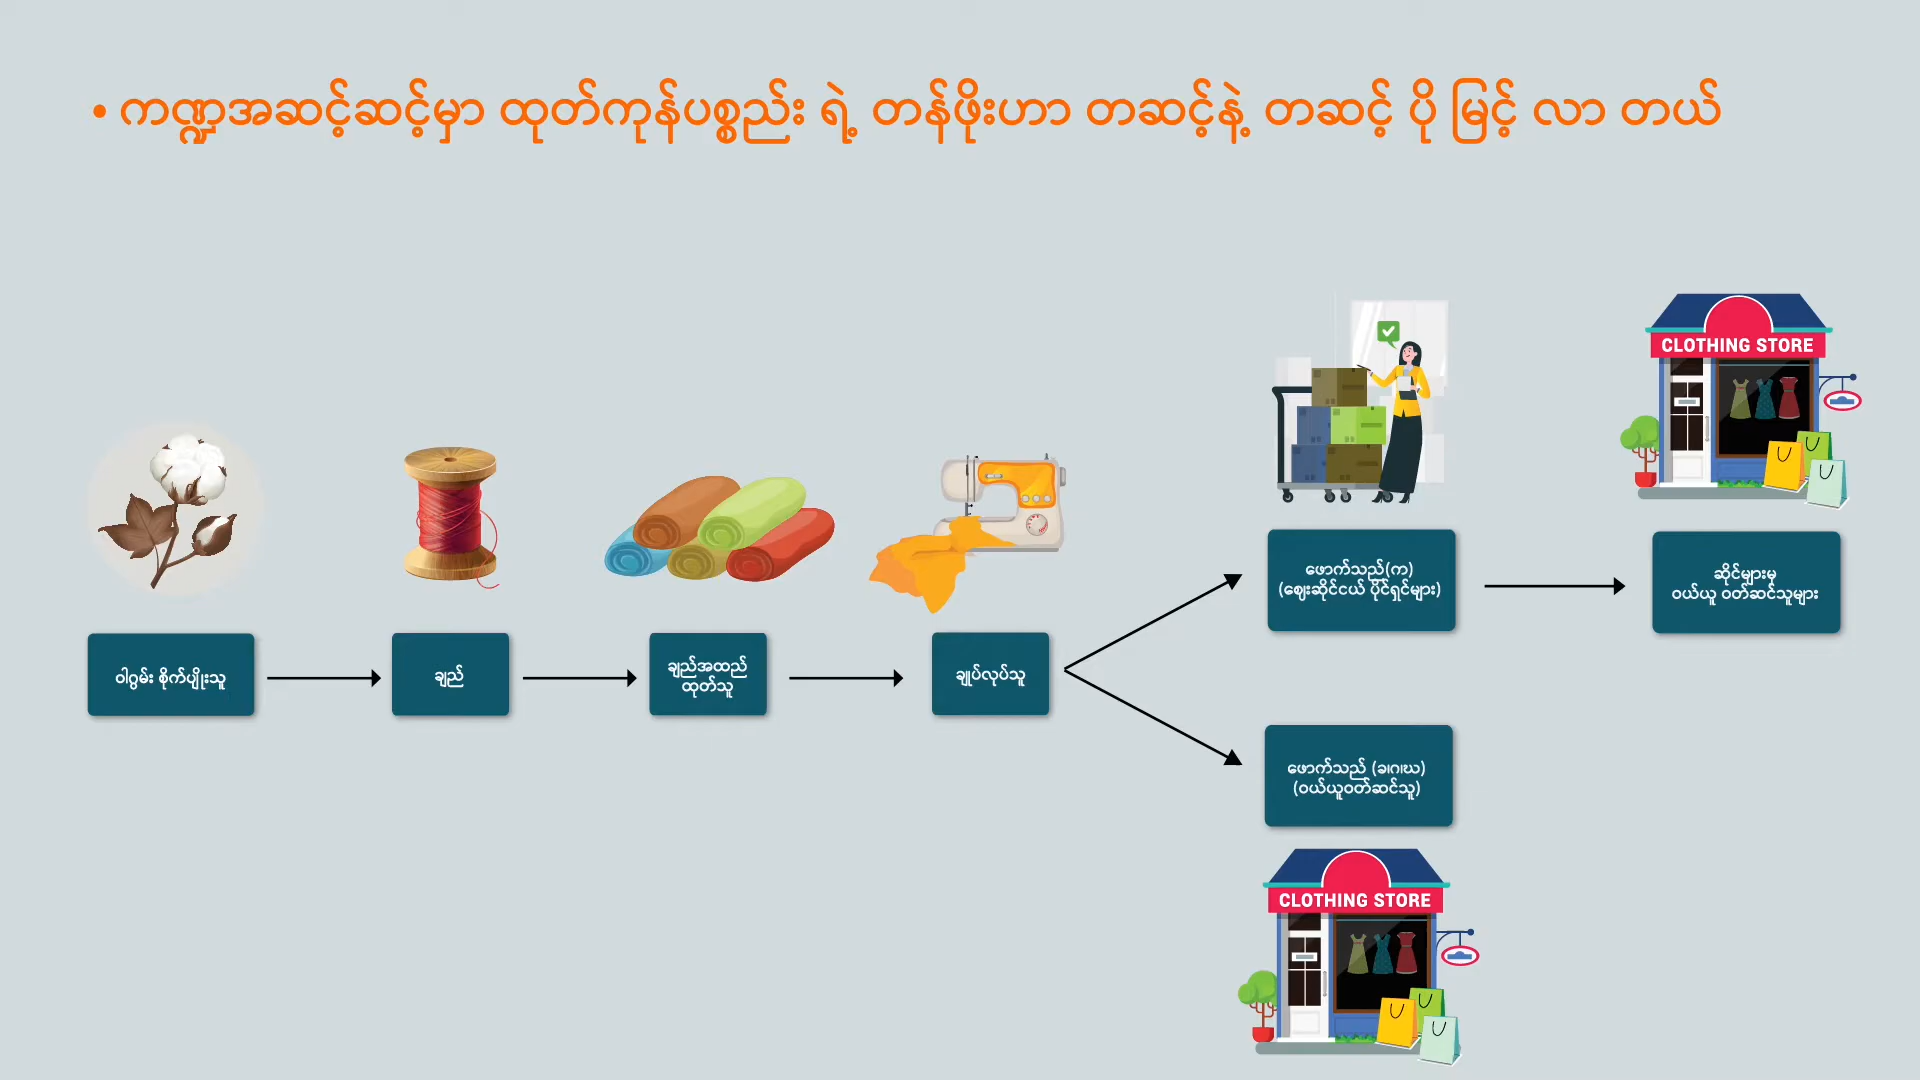 • ကဏ္ဍအဆင့်ဆင့်မှာ ထုတ်ကုန်ပစ္စည်း ရဲ့ တန်ဖိုးဟာ တဆင့်နဲ့ တဆင့် ပို မြင့် လာ တယ်
CLOTHING STORE
ဝါဂွမ်း စိုက်ပျိုးသူ
ချည်
ချည်အထည်
ထုတ်သူ
ချုပ်လုပ်သူ
ဖောက်သည်(က)
(ဈေးဆိုင်ငယ် ပိုင်ရှင်များ)
ဆိုင်များမှ
ဝယ်ယူ ဝတ်ဆင်သူများ
ဖောက်သည် (ခ၊ဂ၊ဃ)
(ဝယ်ယူဝတ်ဆင်သူ)
CLOTHING STORE